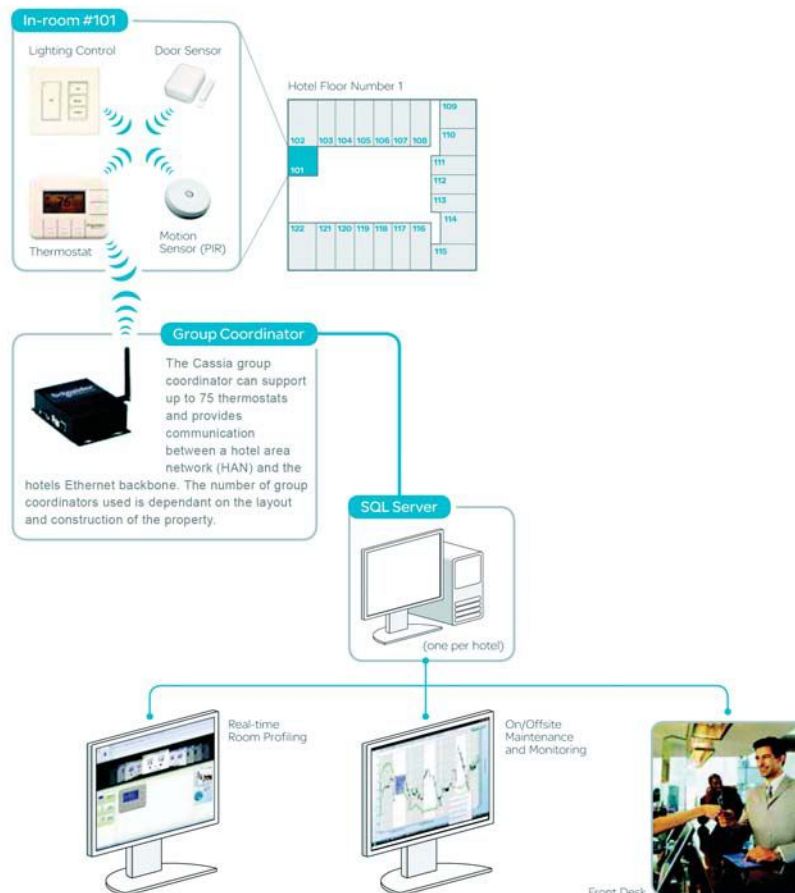 In-room #101
Lighting Control
Door Sensor
Thermostat
Motion
Sensor (PIR)
Hotel Floor Number 1
102 103 104 105 106 107 108
109
110
101
111
112
113
114
122 121 120 119 118 117 116
115
Group Coordinator
The Cassia group
coordinator can support
up to 75 thermostats
and provides
communication
between a hotel area
network (HAN) and the
hotels Ethernet backbone. The number of group
coordinators used is dependant on the layout
and construction of the property.
SQL Server
(one per hotel)
Real-time
Room Profiling
On/Offsite
Maintenance
and Monitoring
Front Desk